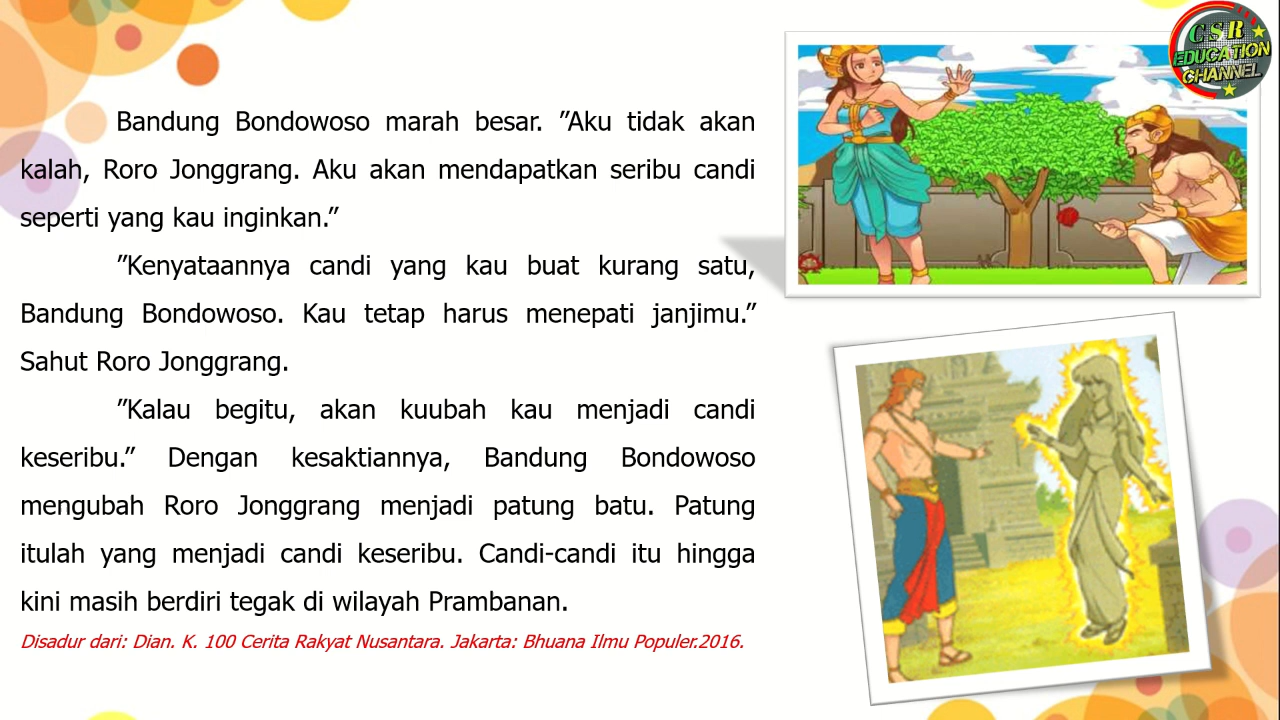 Bandung Bondowoso marah besar. ”Aku tidak akan
kalah, Roro Jonggrang. Aku akan mendapatkan seribu candi
seperti yang kau inginkan.”
”Kenyataannya candi yang kau buat kurang satu,
Bandung Bondowoso. Kau tetap harus menepati janjimu.”
Sahut Roro Jonggrang.
”Kalau begitu, akan kuubah kau menjadi candi
keseribu.” Dengan kesaktiannya, Bandung Bondowoso
mengubah Roro Jonggrang menjadi patung batu. Patung
itulah yang menjadi candi keseribu. Candi-candi itu hingga
kini masih berdiri tegak di wilayah Prambanan.
Disadur dari: Dian. K. 100 Cerita Rakyat Nusantara. Jakarta: Bhuana Ilmu Populer.2016.
CSR
EDUCATION
CHANNEL